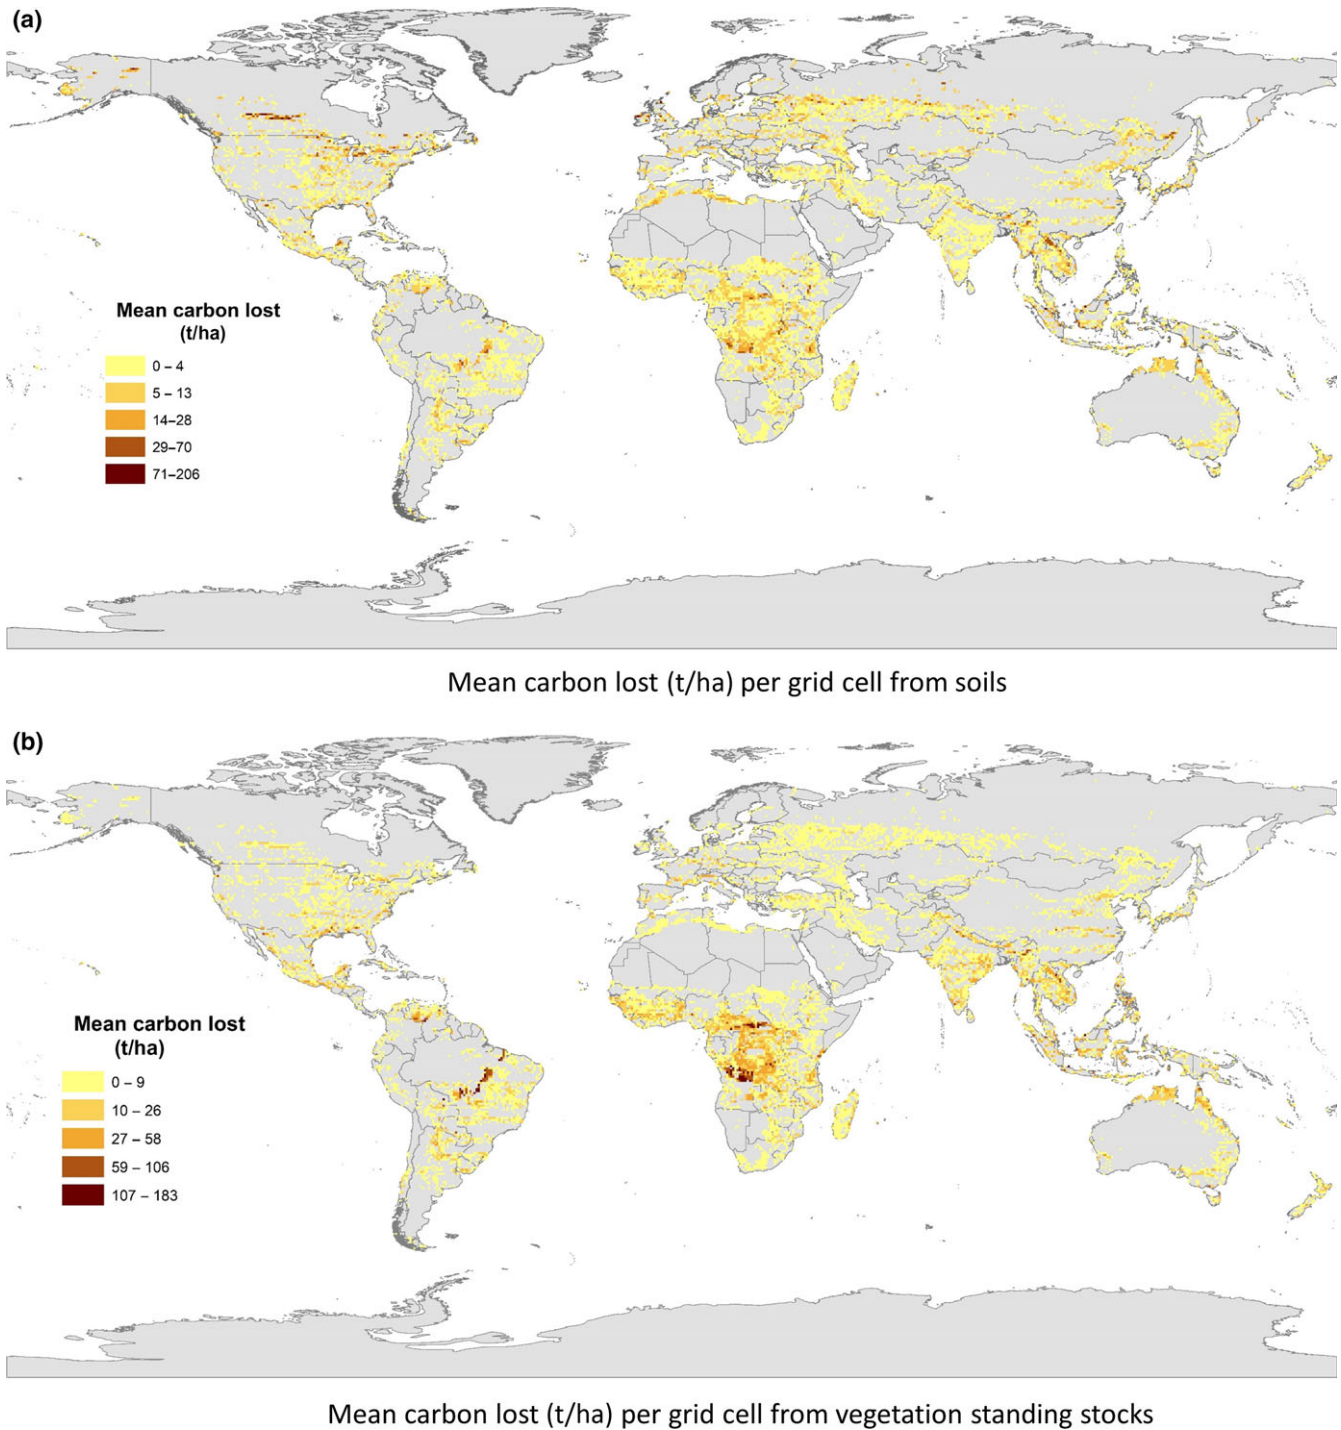 (a)
Mean carbon lost
(t/ha)
0 – 4
5 – 13
14–28
29–70
71–206
Mean carbon lost (t/ha) per grid cell from soils
(b)
Mean carbon lost
(t/ha)
0 – 9
10 – 26
27 – 58
59 – 106
107 – 183
Mean carbon lost (t/ha) per grid cell from vegetation standing stocks